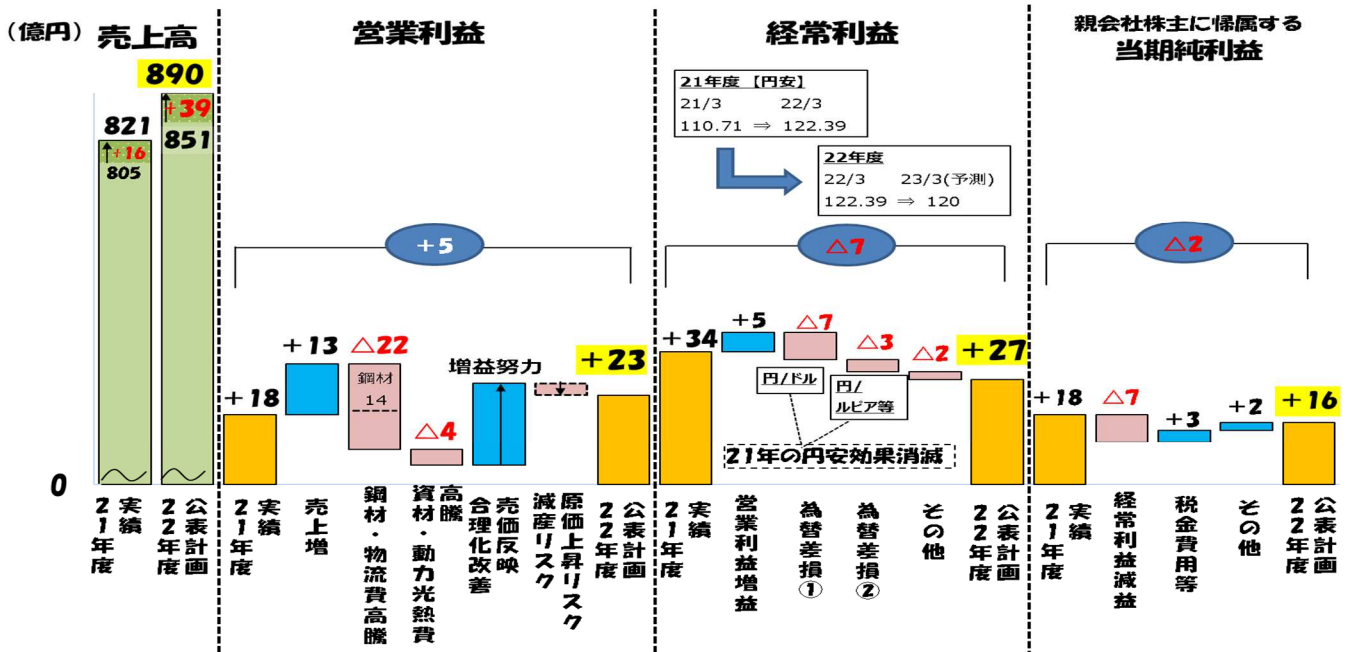 (億円)
売上高
890
+39
851
821
+16
805
0
21年度
実績
22年度
公表計画
営業利益
+5
+18
+13
△22
鋼材
14
△4
増益努力
+23
21年度
実績
売上増
鋼材・物流費高騰
資材・動力光熱費
高騰
合理化改善
売価反映
減産リスク
原価上昇リスク
22年度
公表計画
経常利益
21年度 【円安】
21/3 22/3
110.71 ⇒ 122.39
22年度
22/3 23/3(予測)
122.39 ⇒ 120
△7
+34
+5
△7
△3
△2
+27
円/ドル
円/
ルピア等
21年の円安効果消滅
21年度
実績
営業利益増益
為替差損①
為替差損②
その他
22年度
公表計画
親会社株主に帰属する
当期純利益
△2
+18
△7
+3
+2
+16
21年度
実績
経常利益減益
税金費用等
その他
22年度
公表計画